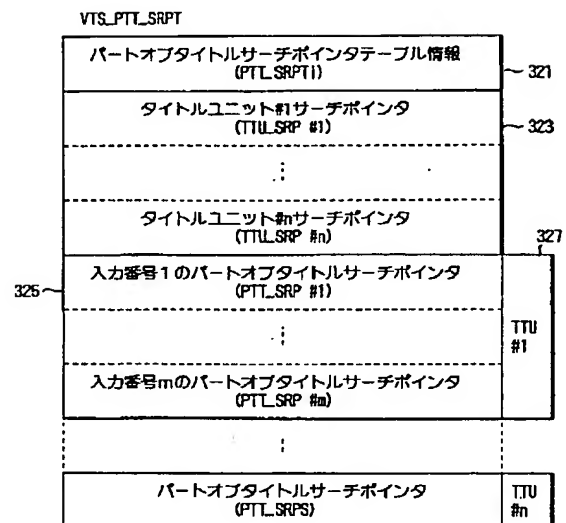 VTS_PTT_SRPT
パートオブタイトルサーチポインタテーブル情報
(PTT_SRPTI)
321
タイトルユニット#1サーチポインタ
(TTU_SRP #1)
323
タイトルユニット#nサーチポインタ
(TTU_SRP #n)
327
325
入力番号1のパートオブタイトルサーチポインタ
(PTT_SRP #1)
TTU
#1
入力番号mのパートオブタイトルサーチポインタ
(PTT_SRP #m)
パートオブタイトルサーチポインタ
(PTT_SRPS)
TTU
#n